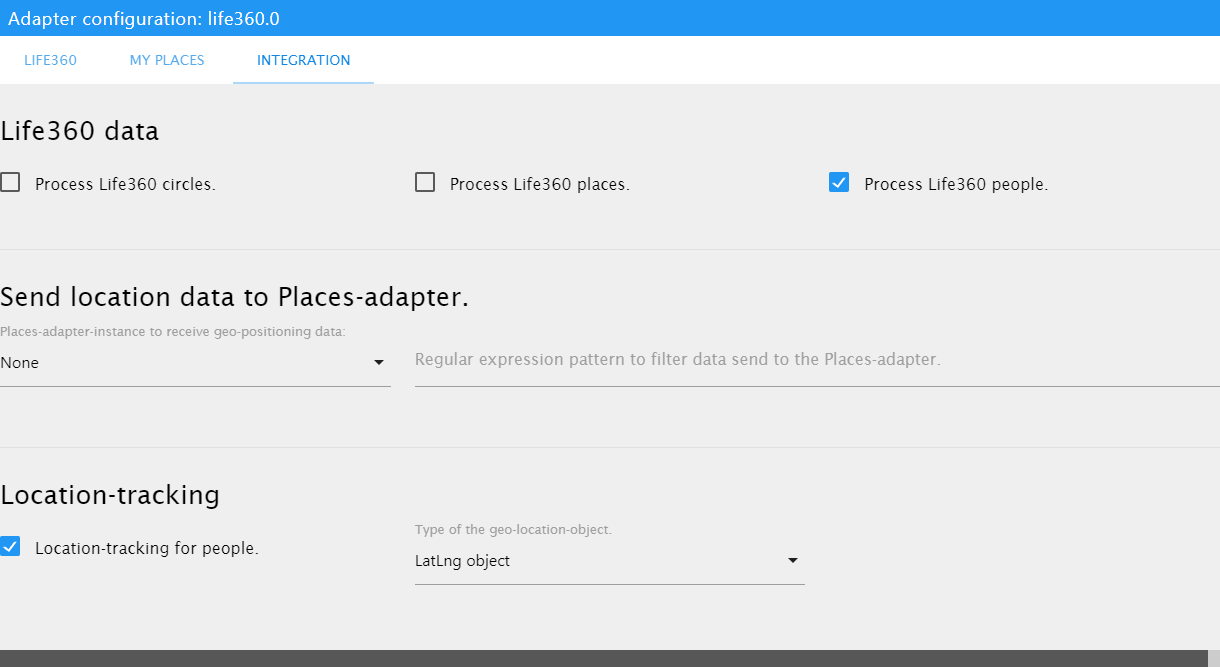 Adapter configuration: life360.0
LIFE360 MY PLACES INTEGRATION
Life360 data
Process Life360 circles. Process Life360 places. Process Life360 people.
Send location data to Places-adapter.
Places-adapter-instance to receive geo-positioning data:
None Regular expression pattern to filter data send to the Places-adapter.
Location-tracking
Type of the geo-location-object.
Location-tracking for people.
LatLng object